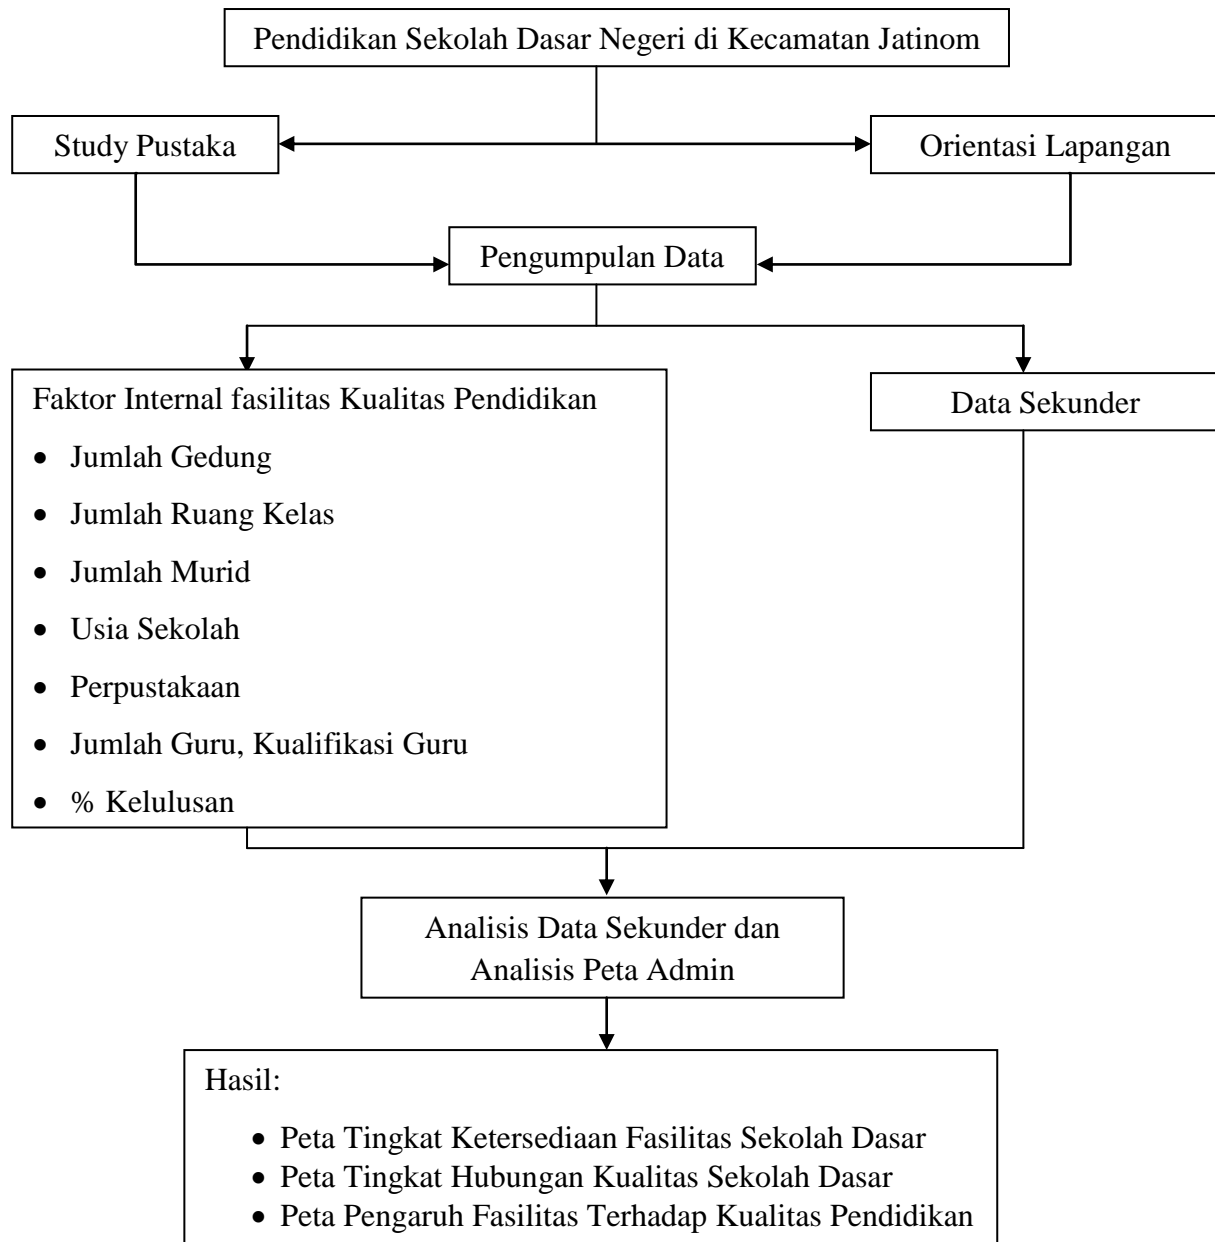 Pendidikan Sekolah Dasar Negeri di Kecamatan Jatinom
Study Pustaka
Orientasi Lapangan
Pengumpulan Data
Faktor Internal fasilitas Kualitas Pendidikan
• Jumlah Gedung
• Jumlah Ruang Kelas
• Jumlah Murid
• Usia Sekolah
• Perpustakaan
• Jumlah Guru, Kualifikasi Guru
• % Kelulusan
Data Sekunder
Analisis Data Sekunder dan
Analisis Peta Admin
Hasil:
• Peta Tingkat Ketersediaan Fasilitas Sekolah Dasar
• Peta Tingkat Hubungan Kualitas Sekolah Dasar
• Peta Pengaruh Fasilitas Terhadap Kualitas Pendidikan